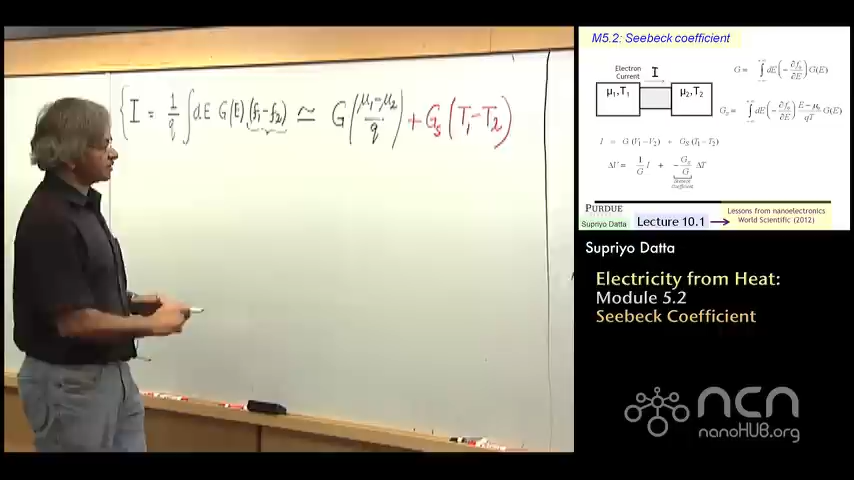 { I = 1/q ∫ dE G(E) (f₁-f₂) ≅ G (μ₁-μ₂/q) + Gₛ (T₁-T₂)
M5.2: Seebeck coefficient
Electron
Current
I
μ₁,T₁
μ₂,T₂
G = ∫ dE (-∂f₀/∂E) G(E)
Gₛ = ∫ dE (-∂f₀/∂E) E-μ₀/qT G(E)
I = G (V₁-V₂) + Gₛ (T₁-T₂)
ΔV = 1/G I + -Gₛ/G ΔT
Seebeck
Coefficient
PURDUE
Supriyo Datta
Lecture 10.1
Lessons from nanoelectronics
World Scientific (2012)
Supriyo Datta
Electricity from Heat:
Module 5.2
Seebeck Coefficient
ncn
nanoHUB.org